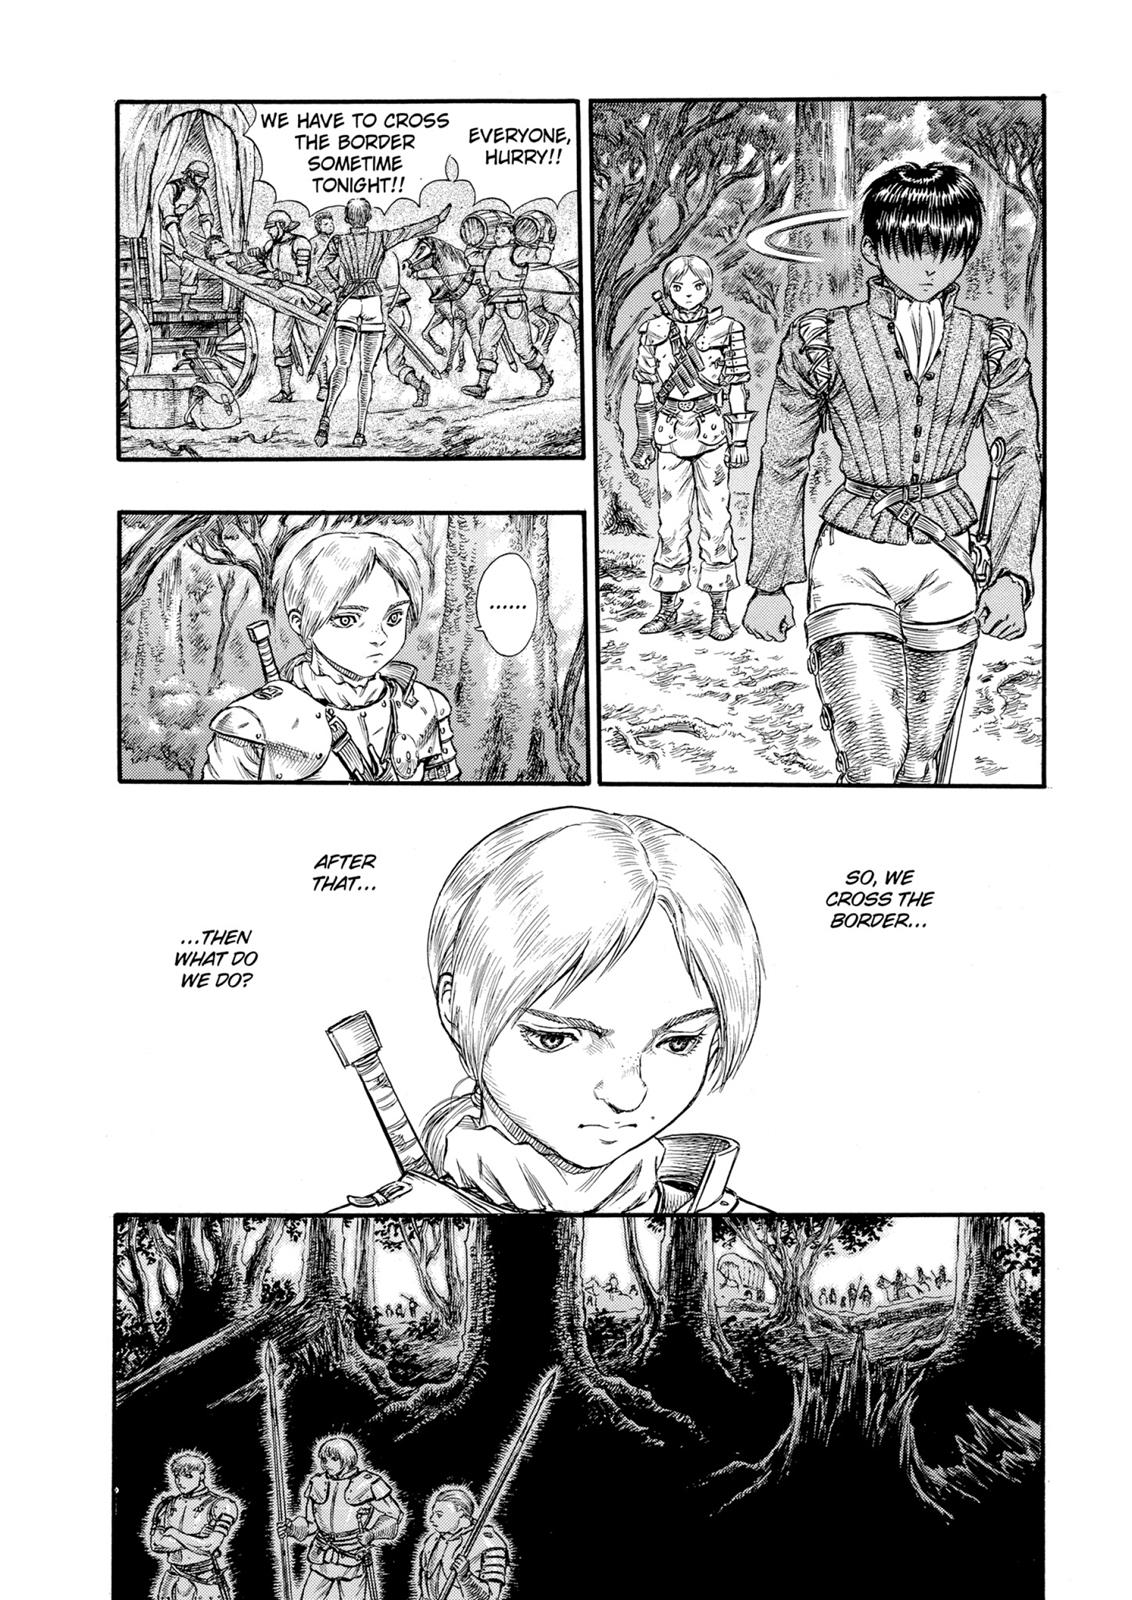 EVERYONE,
HURRY!!
WE HAVE TO CROSS
THE BORDER
SOMETIME
TONIGHT!!
......
SO, WE
CROSS THE
BORDER...
AFTER
THAT...
...THEN
WHAT DO
WE DO?